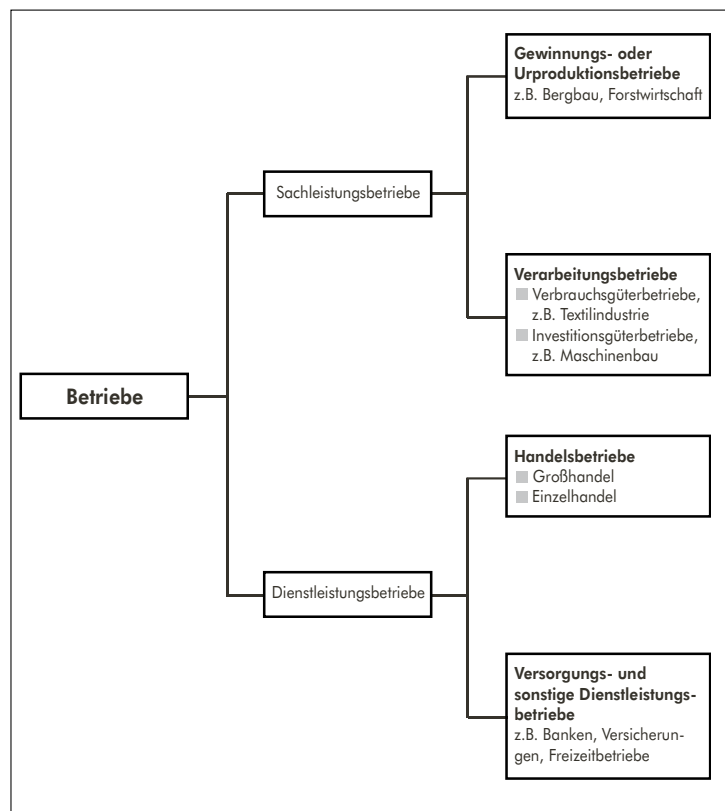 Gewinnungs- oder
Urproduktionsbetriebe
z.B. Bergbau, Forstwirtschaft
Sachleistungsbetriebe
Verarbeitungsbetriebe
Verbrauchsgüterbetriebe,
z.B. Textilindustrie
Investitionsgüterbetriebe,
z.B. Maschinenbau
Betriebe
Handelsbetriebe
Großhandel
Einzelhandel
Dienstleistungsbetriebe
Versorgungs- und
sonstige Dienstleistungs-
betriebe
z.B. Banken, Versicherun-
gen, Freizeitbetriebe